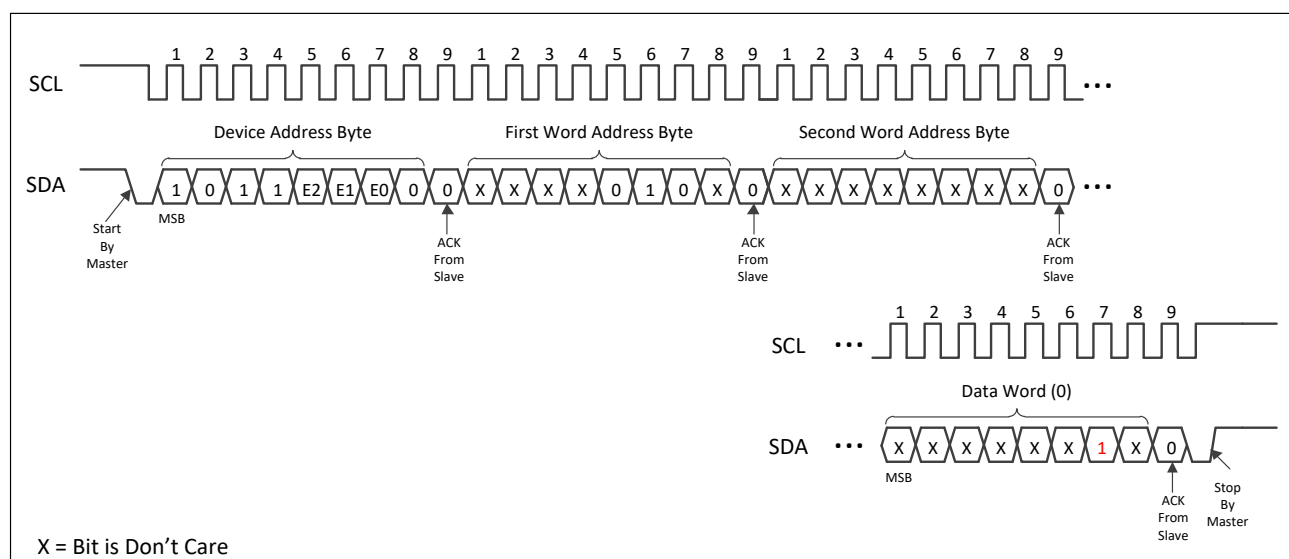 1 2 3 4 5 6 7 8 9 1 2 3 4 5 6 7 8 9 1 2 3 4 5 6 7 8 9
SCL ...
Device Address Byte First Word Address Byte Second Word Address Byte
SDA 1 0 1 1 E2 E1 E0 0 0 X X X X 0 1 0 X 0 X X X X X X X X 0 ...
MSB
Start
By
Master
ACK
From
Slave
ACK
From
Slave
ACK
From
Slave
1 2 3 4 5 6 7 8 9
SCL ...
Data Word (0)
SDA ... X X X X X X 1 X 0
MSB
ACK
From
Slave
Stop
By
Master
X = Bit is Don’t Care